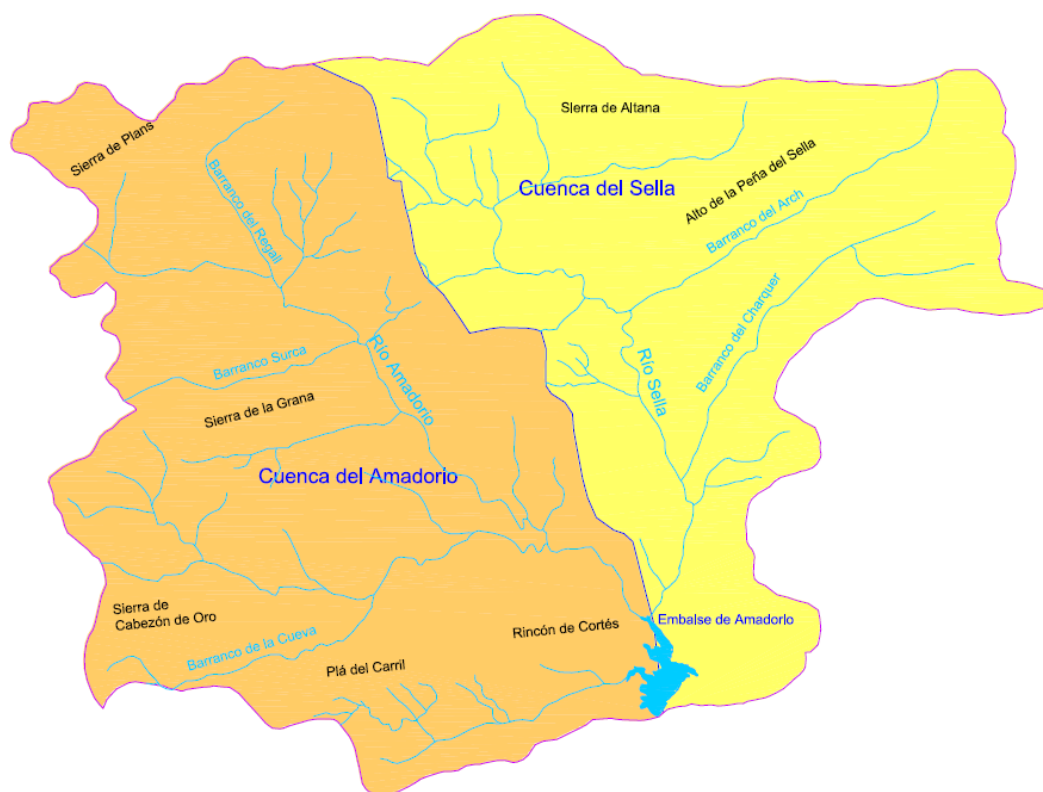 Sierra de Altana
Sierra de Plans
Cuenca del Sella
Alto de la Peña del Sella
Barranco del Regall
Barranco del Arch
Barranco del Charquer
Río Amadorio
Río Sella
Barranco Surca
Sierra de la Grana
Cuenca del Amadorio
Sierra de
Cabezón de Oro
Embalse de Amadorio
Rincón de Cortés
Barranco de la Cueva
Plá del Carril